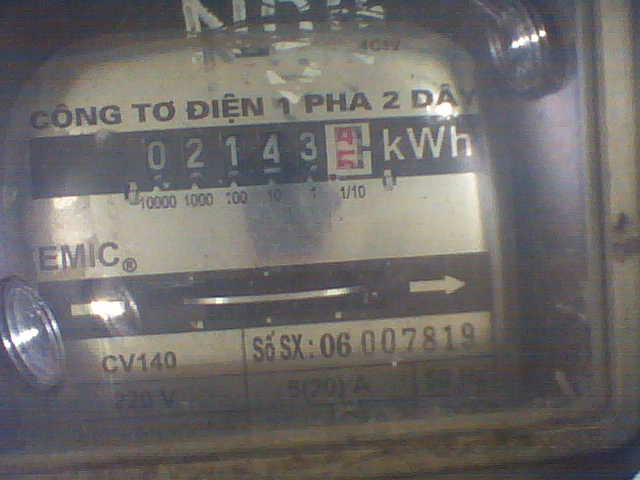 4C12
CÔNG TƠ ĐIỆN 1 PHA 2 DÂY
0 2 1 4 3 kWh
10000 1000 100 10 1 1/10
EMIC®
CV140 Số SX: 06 007819
220 V 5(20) A